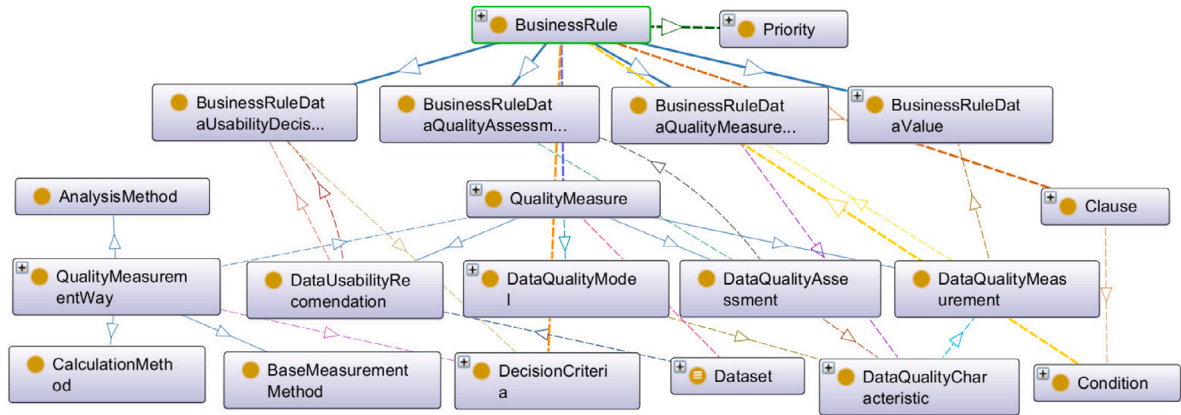 BusinessRule
Priority
BusinessRuleDat
aUsabilityDecis...
BusinessRuleDat
aQualityAssessm...
BusinessRuleDat
aQualityMeasure...
BusinessRuleDat
aValue
AnalysisMethod
QualityMeasure
Clause
QualityMeasurem
entWay
DataUsabilityRe
comendation
DataQualityMode
l
DataQualityAsse
ssment
DataQualityMeas
urement
CalculationMeth
od
BaseMeasurement
Method
DecisionCriteri
a
Dataset
DataQualityChar
acteristic
Condition